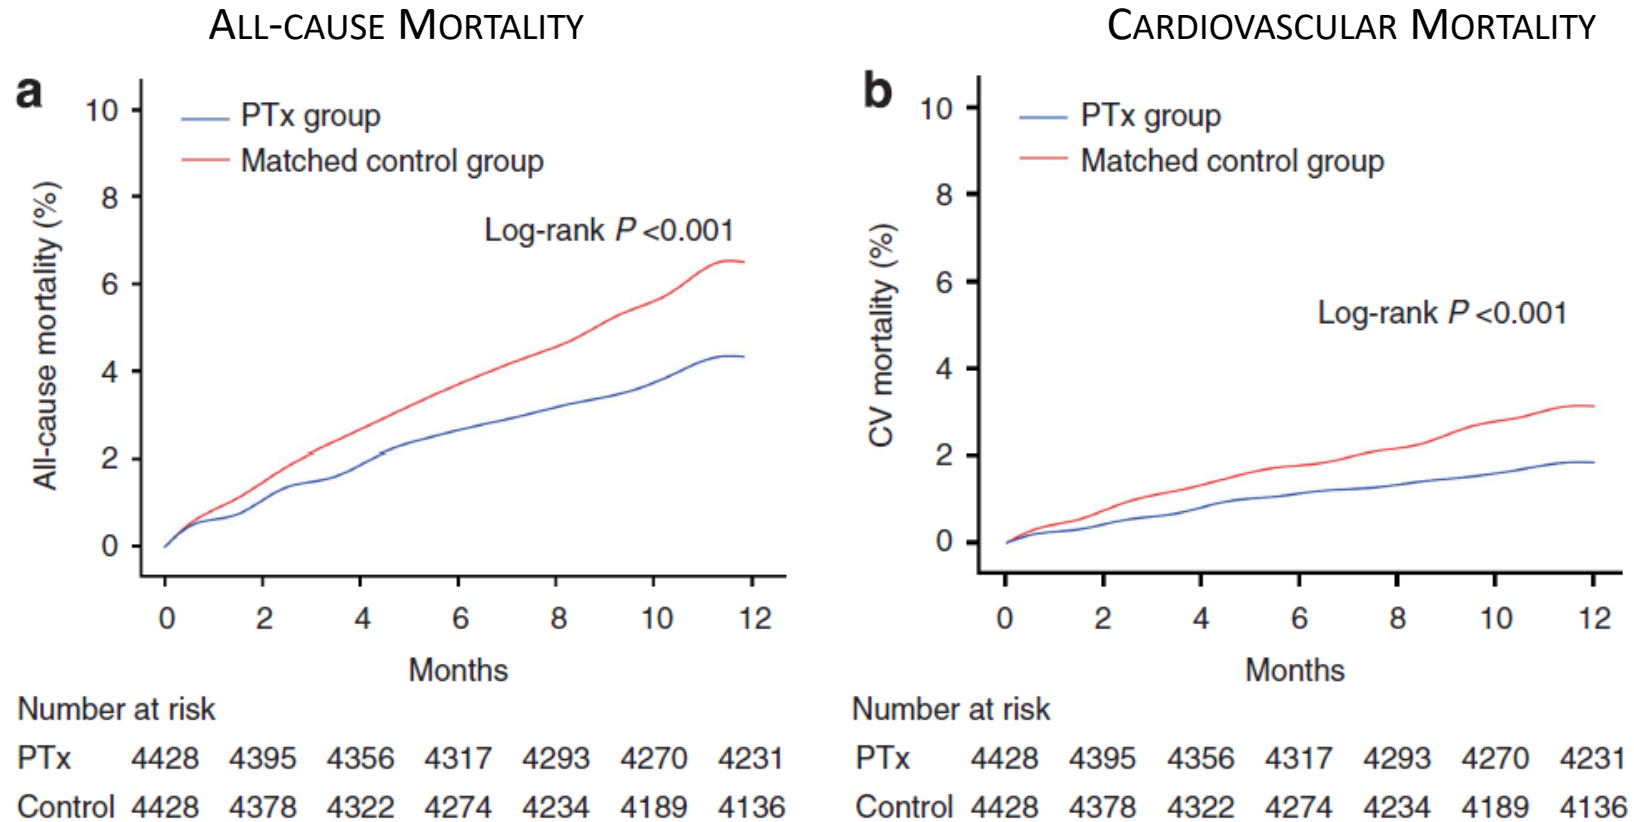 ALL-CAUSE MORTALITY
a
PTx group
Matched control group
Log-rank P <0.001
10
8
6
4
2
0
All-cause mortality (%)
0 2 4 6 8 10 12
Months
Number at risk
PTx 4428 4395 4356 4317 4293 4270 4231
Control 4428 4378 4322 4274 4234 4189 4136
CARDIOVASCULAR MORTALITY
b
PTx group
Matched control group
Log-rank P <0.001
10
8
6
4
2
0
CV mortality (%)
0 2 4 6 8 10 12
Months
Number at risk
PTx 4428 4395 4356 4317 4293 4270 4231
Control 4428 4378 4322 4274 4234 4189 4136